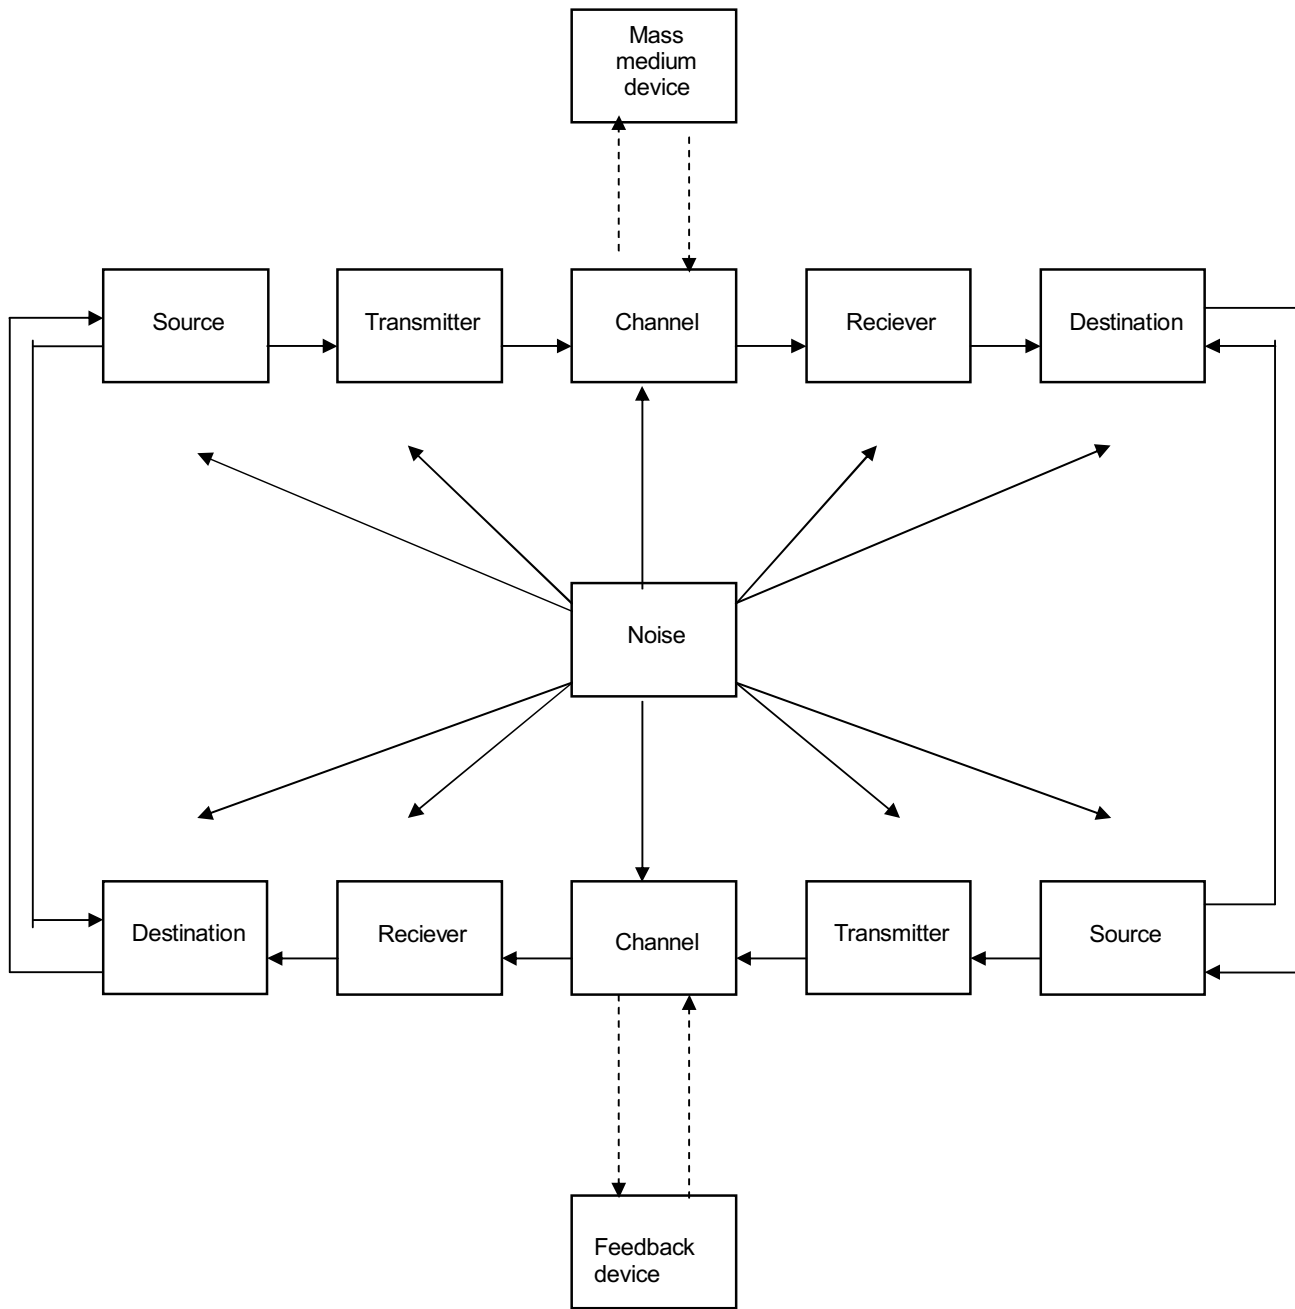 Mass
medium
device
Source
Transmitter
Channel
Reciever
Destination
Noise
Destination
Reciever
Channel
Transmitter
Source
Feedback
device